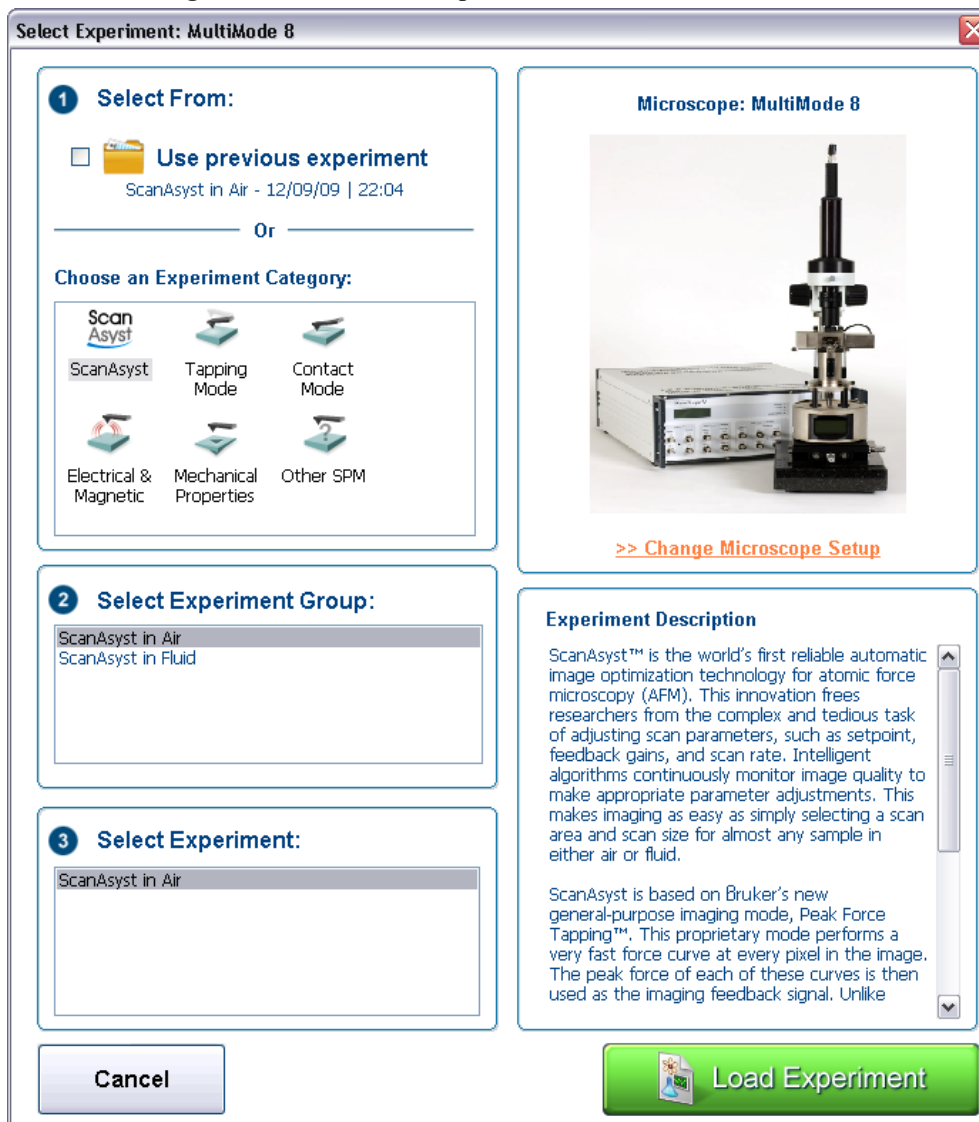 Select Experiment: MultiMode 8
1 Select From:
Use previous experiment
ScanAsyst in Air - 12/09/09 | 22:04
Or
Choose an Experiment Category:
Scan
Asyst
ScanAsyst
Tapping
Mode
Contact
Mode
Electrical &
Magnetic
Mechanical
Properties
Other SPM
2 Select Experiment Group:
ScanAsyst in Air
ScanAsyst in Fluid
3 Select Experiment:
ScanAsyst in Air
Cancel
Microscope: MultiMode 8
>> Change Microscope Setup
Experiment Description
ScanAsyst™ is the world's first reliable automatic
image optimization technology for atomic force
microscopy (AFM). This innovation frees
researchers from the complex and tedious task
of adjusting scan parameters, such as setpoint,
feedback gains, and scan rate. Intelligent
algorithms continuously monitor image quality to
make appropriate parameter adjustments. This
makes imaging as easy as simply selecting a scan
area and scan size for almost any sample in
either air or fluid.
ScanAsyst is based on Bruker's new
general-purpose imaging mode, Peak Force
Tapping™. This proprietary mode performs a
very fast force curve at every pixel in the image.
The peak force of each of these curves is then
used as the imaging feedback signal. Unlike
Load Experiment